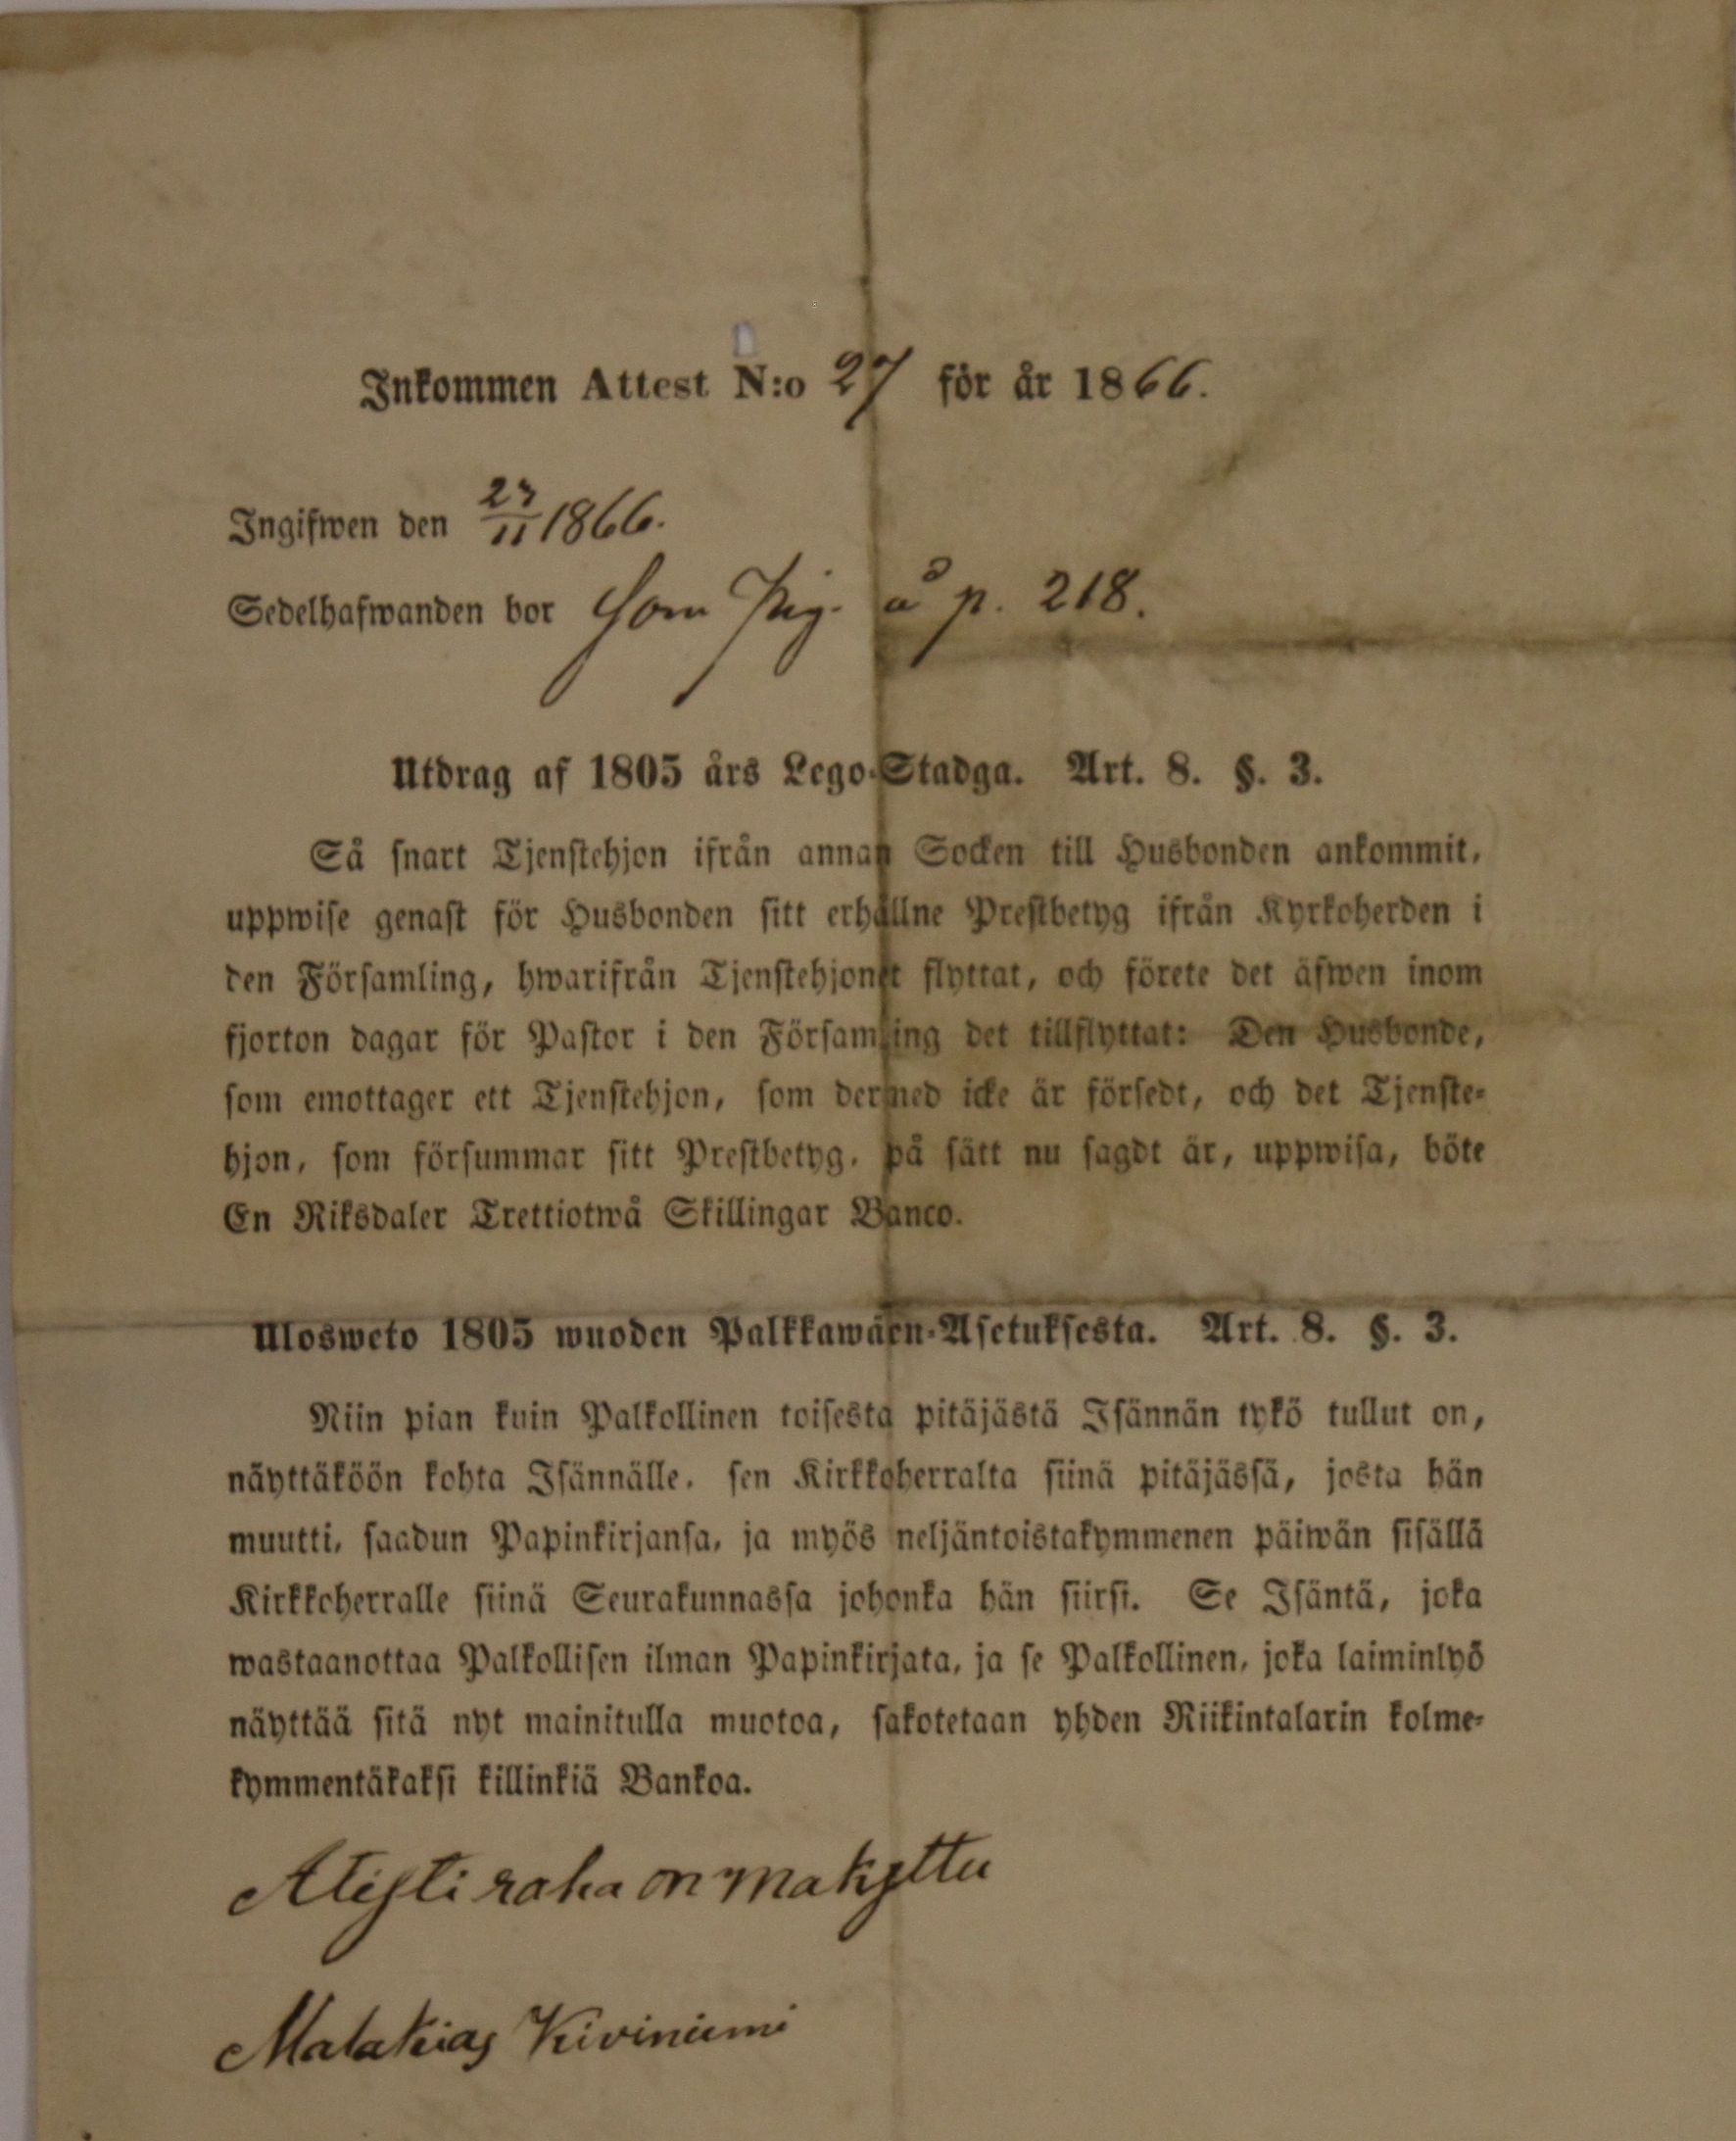 Inkommen Attest N:o 27 för år 1866.
Ingifwen den 23/11 1866.
Sedelhafwanden bor som Pig. å p. 218.
Utdrag af 1805 års Lego-Stadga. Art. 8. §. 3.
Så snart Tjenstehjon ifrån annan Socken till Husbonden ankommit,
uppwise genast för Husbonden sitt erhållne Prestbetyg ifrån Kyrkoherden i
den Församling, hwarifrån Tjenstehjonet flyttat, och förete det äfwen inom
fjorton dagar för Pastor i den Församling det tillflyttat: Den Husbonde,
som emottager ett Tjenstehjon, som dermed icke är försedt, och det Tjenste-
hjon, som försummar sitt Prestbetyg, på sätt nu sagdt är, uppwisa, böte
En Riksdaler Trettiotwå Skillingar Banco.
Ulosweto 1805 wuoden Palkkawäen-Asetuksesta. Art. 8. §. 3.
Niin pian kuin Palkollinen toisesta pitäjästä Isännän tykö tullut on,
näyttäköön kohta Isännälle, sen Kirkkoherralta siinä pitäjässä, josta hän
muutti, saadun Papinkirjansa, ja myös neljäntoistakymmenen päiwän sisällä
Kirkkoherralle siinä Seurakunnassa johonka hän siirsi. Se Isäntä, joka
wastaanottaa Palkollisen ilman Papinkirjata, ja se Palkollinen, joka laiminlyö
näyttää sitä nyt mainitulla muotoa, sakotetaan yhden Riikintalarin kolme-
kymmentäkaksi killinkiä Bankoa.
Atesti raha on maksettu
Malakias Kiviniemi